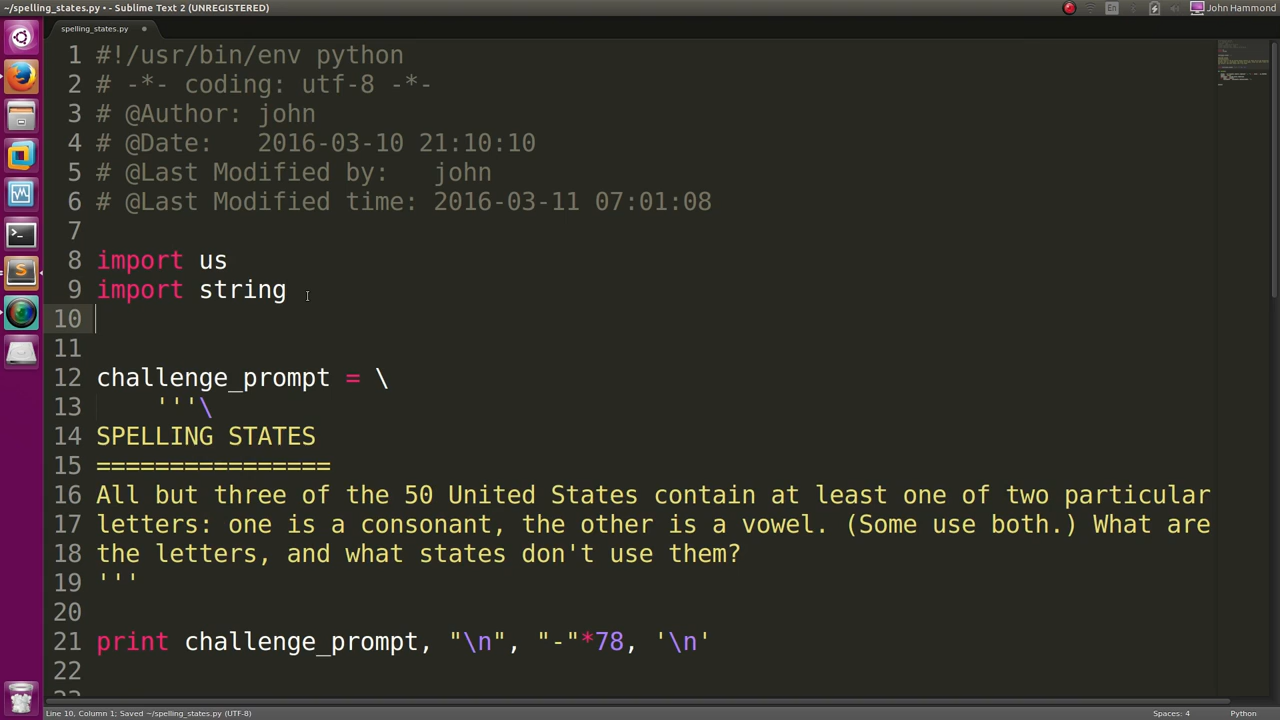 ~/spelling_states.py • - Sublime Text 2 (UNREGISTERED)
En
John Hammond
spelling_states.py
1 #!/usr/bin/env python
2 # -*- coding: utf-8 -*-
3 # @Author: john
4 # @Date:   2016-03-10 21:10:10
5 # @Last Modified by:   john
6 # @Last Modified time: 2016-03-11 07:01:08
7
8 import us
9 import string
10
11
12 challenge_prompt = \
13     '''\
14 SPELLING STATES
15 ================
16 All but three of the 50 United States contain at least one of two particular
17 letters: one is a consonant, the other is a vowel. (Some use both.) What are
18 the letters, and what states don't use them?
19 '''
20
21 print challenge_prompt, "\n", "-"*78, '\n'
22
Line 10, Column 1; Saved ~/spelling_states.py (UTF-8)
Spaces: 4
Python